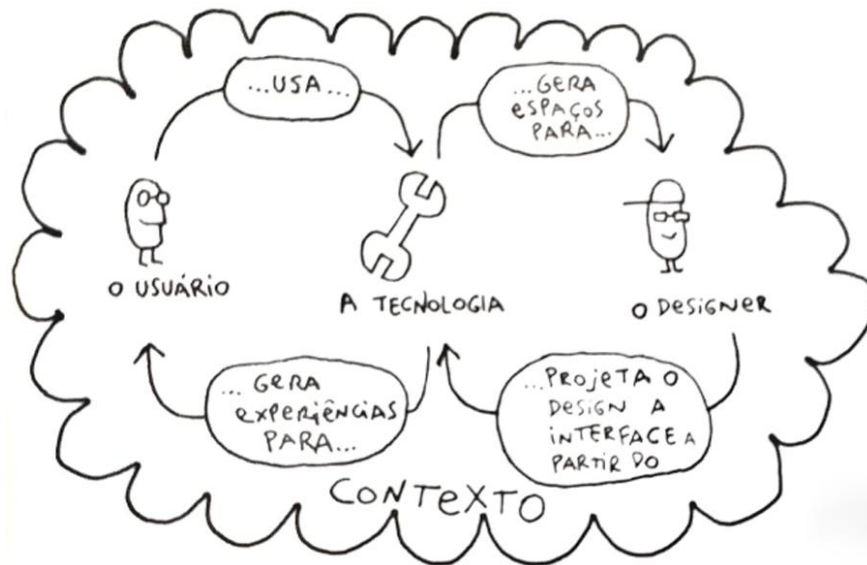 ...USA...
...GERA
ESPAÇOS
PARA...
O USUÁRIO
A TECNOLOGIA
O DESIGNER
... GERA
EXPERIÊNCIAS
PARA...
...PROJETA O
DESIGN A
INTERFACE A
PARTIR DO
CONTEXTO